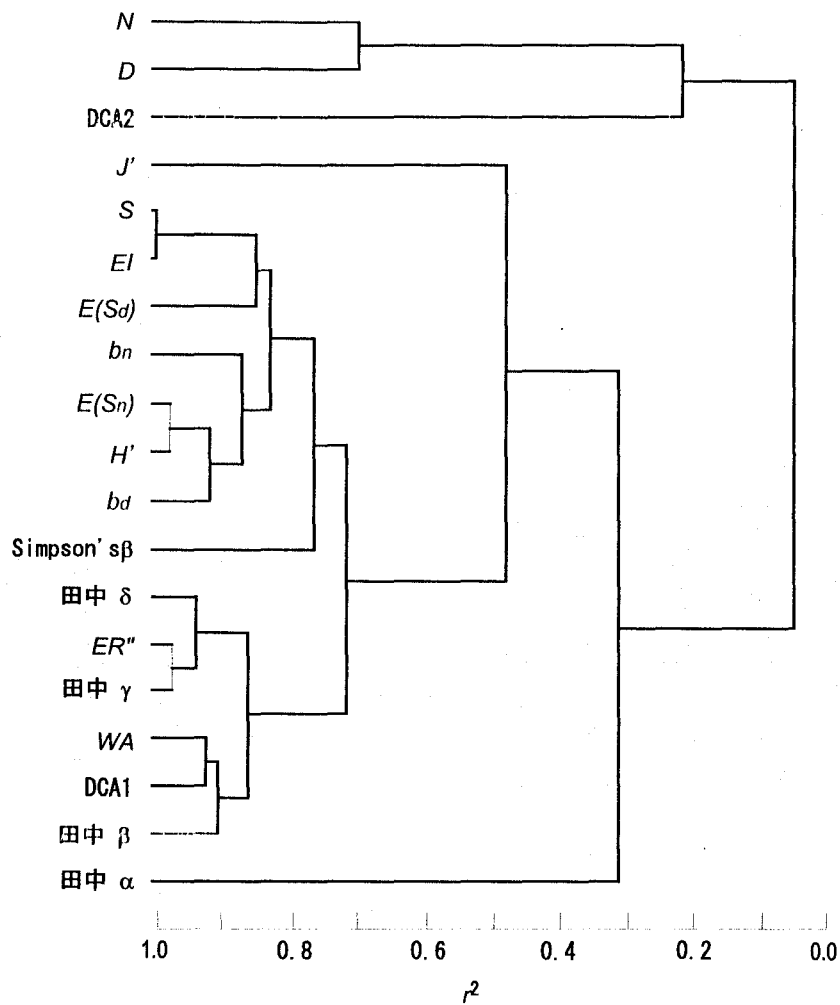 N
D
DCA2
J'
S
EI
E(Sd)
bn
E(Sn)
H'
bd
Simpson'sβ
田中 δ
ER"
田中 γ
WA
DCA1
田中 β
田中 α
1.0 0.8 0.6 0.4 0.2 0.0
r²